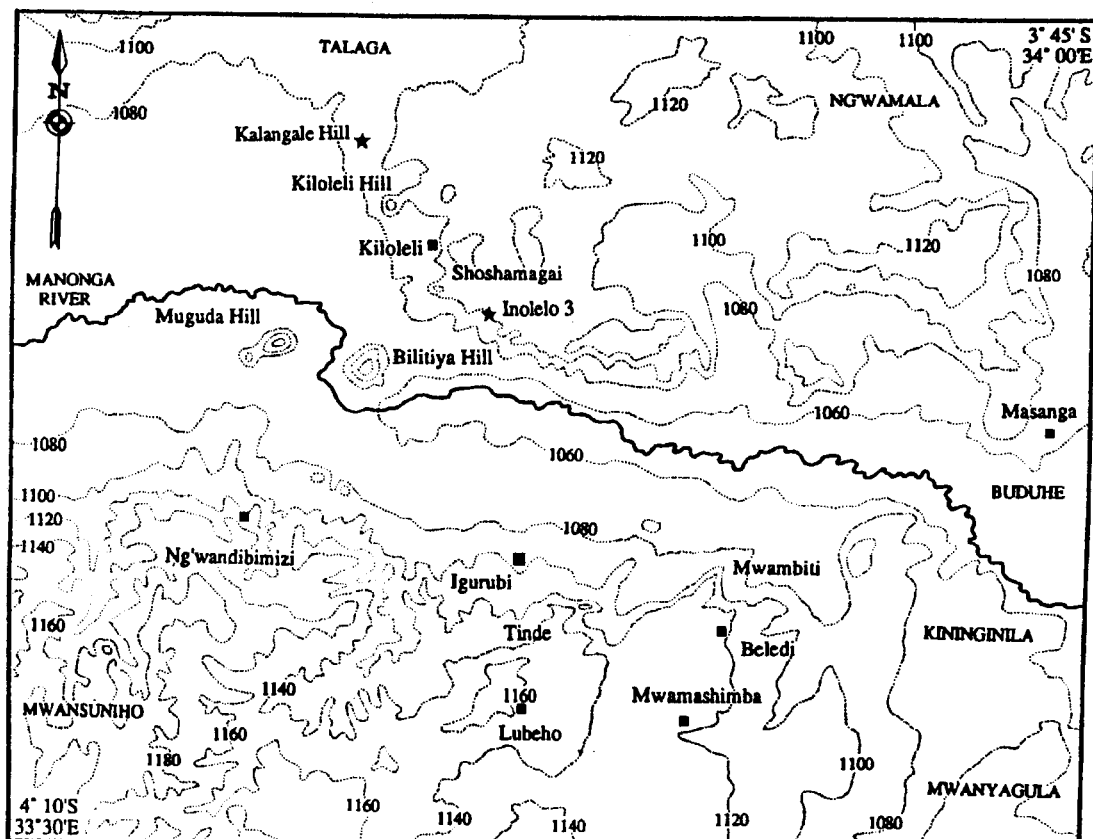 1100
TALAGA
1100
1100
3° 45' S
34° 00'E
N
1080
1120
NG'WAMALA
Kalangale Hill
1120
Kiloleli Hill
Kiloleli
1100
1120
Shoshamagai
1080
MANONGA
RIVER
Inolelo 3
1080
Muguda Hill
Bilitiya Hill
1060
Masanga
1080
1060
1100
BUDUHE
1120
1080
1140
Ng'wandibimizi
Igurubi
Mwambiti
1160
Tinde
KININGINILA
Beledi
1140
1160
Mwamashimba
MWANSUNIHO
1160
Lubeho
1180
1100
MWANYAGULA
4° 10'S
33°30'E
1160
1140
1140
1120
1080